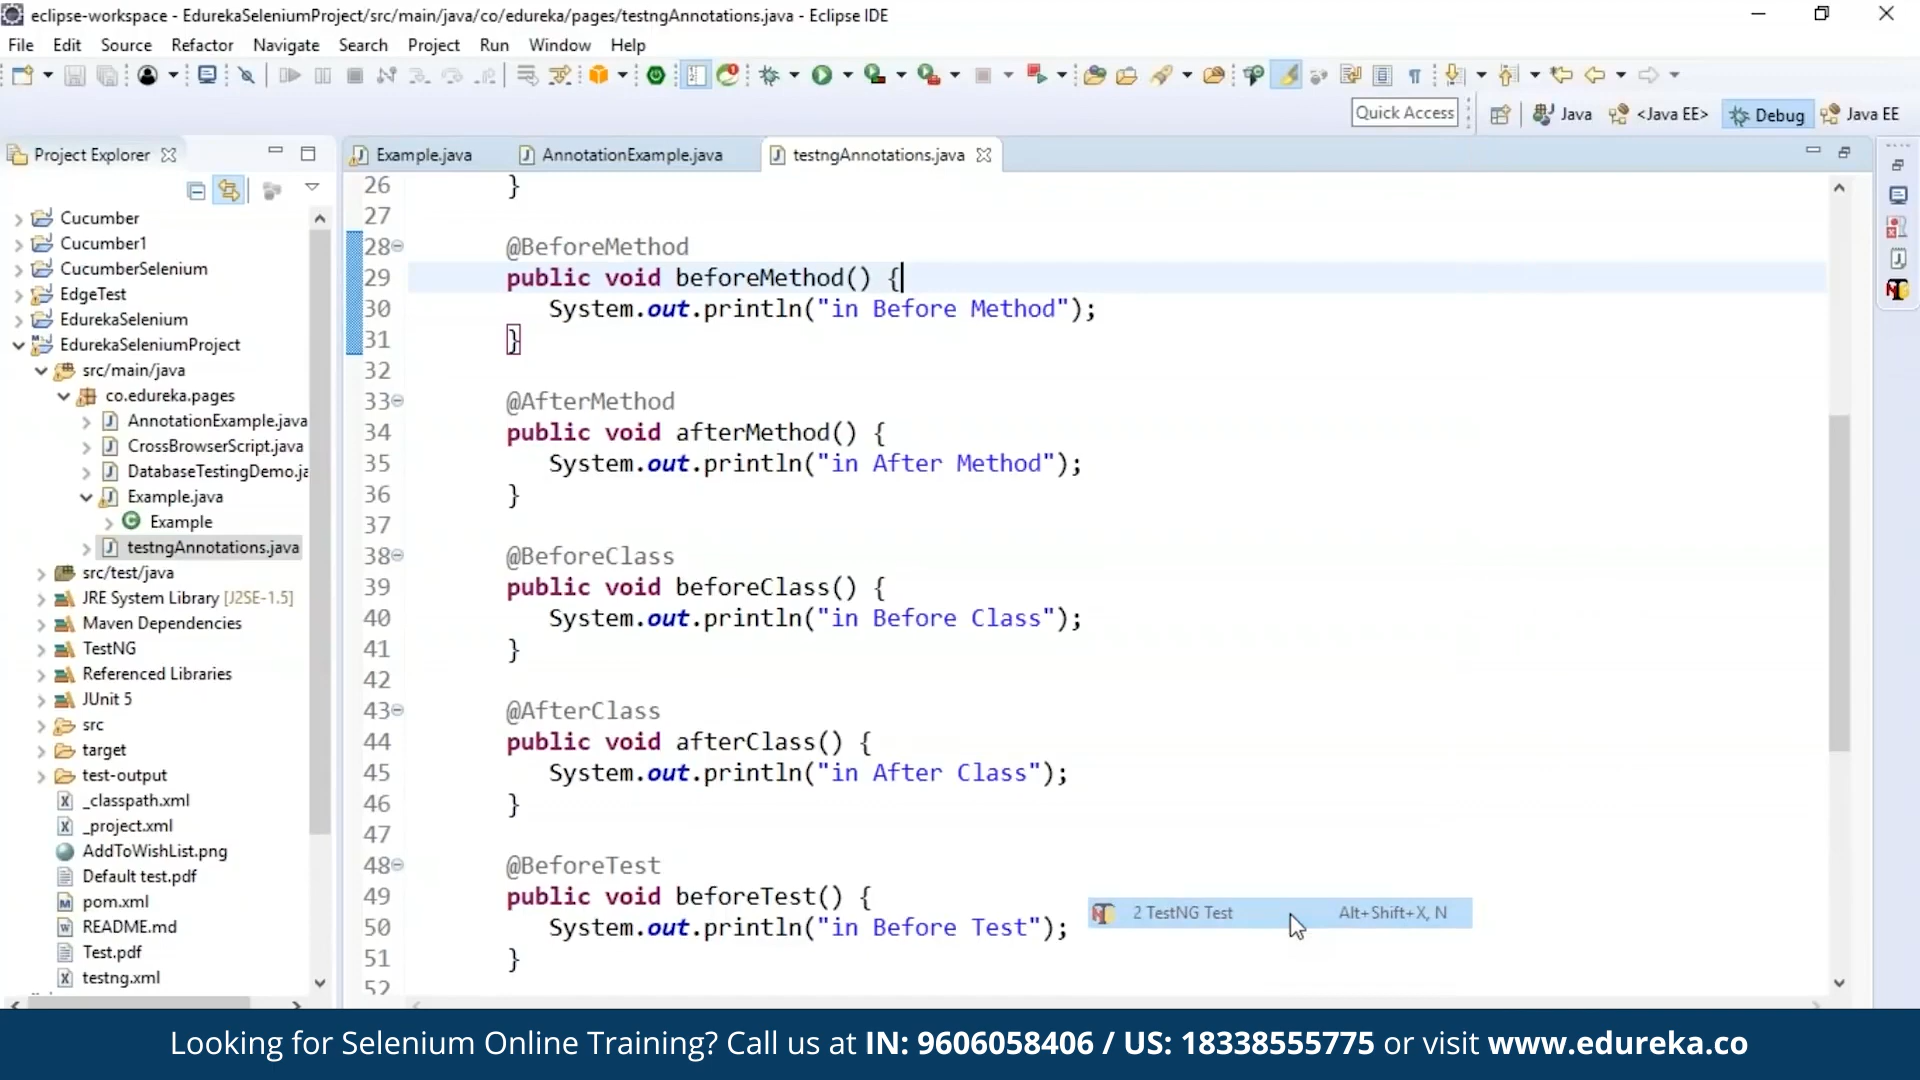 eclipse-workspace - EdurekaSeleniumProject/src/main/java/co/edureka/pages/testngAnnotations.java - Eclipse IDE
File Edit Source Refactor Navigate Search Project Run Window Help
Quick Access Java <Java EE> Debug Java EE
Project Explorer
Example.java AnnotationExample.java testngAnnotations.java
Cucumber
Cucumber1
CucumberSelenium
EdgeTest
EdurekaSelenium
EdurekaSeleniumProject
src/main/java
co.edureka.pages
AnnotationExample.java
CrossBrowserScript.java
DatabaseTestingDemo.ja
Example.java
Example
testngAnnotations.java
src/test/java
JRE System Library [J2SE-1.5]
Maven Dependencies
TestNG
Referenced Libraries
JUnit 5
src
target
test-output
_classpath.xml
_project.xml
AddToWishList.png
Default test.pdf
pom.xml
README.md
Test.pdf
testng.xml
26 }
27
28 @BeforeMethod
29 public void beforeMethod() {
30 System.out.println("in Before Method");
31 }
32
33 @AfterMethod
34 public void afterMethod() {
35 System.out.println("in After Method");
36 }
37
38 @BeforeClass
39 public void beforeClass() {
40 System.out.println("in Before Class");
41 }
42
43 @AfterClass
44 public void afterClass() {
45 System.out.println("in After Class");
46 }
47
48 @BeforeTest
49 public void beforeTest() {
50 System.out.println("in Before Test");
51 }
52
2 TestNG Test Alt+Shift+X, N
Looking for Selenium Online Training? Call us at IN: 9606058406 / US: 18338555775 or visit www.edureka.co